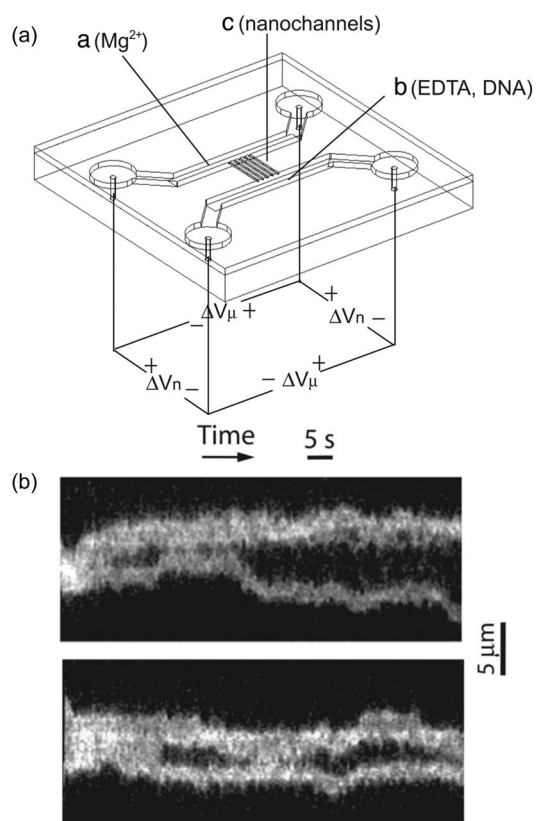 (a)
c (nanochannels)
a (Mg²⁺)
b (EDTA, DNA)
− ΔVμ + + ΔVn −
+ ΔVn − − ΔVμ +
Time 5 s
(b)
5 μm